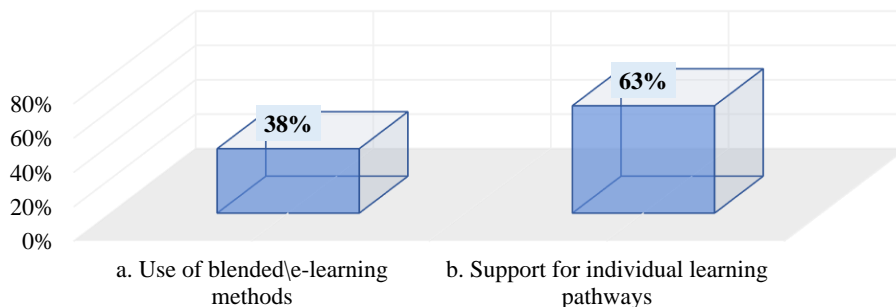 80%
60%
40%
20%
0%
38%
63%
a. Use of blended\e-learning
methods
b. Support for individual learning
pathways